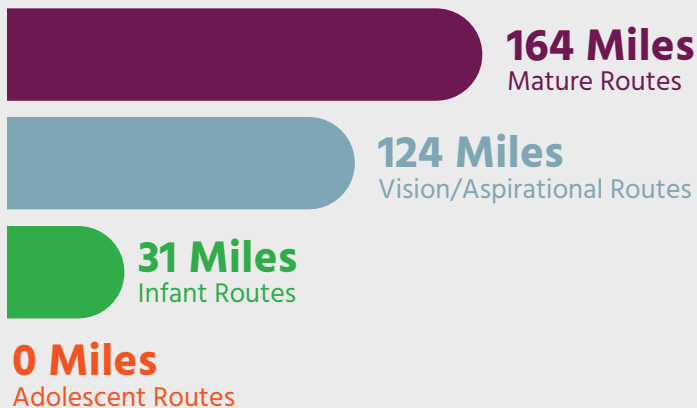 164 Miles
Mature Routes
124 Miles
Vision/Aspirational Routes
31 Miles
Infant Routes
0 Miles
Adolescent Routes